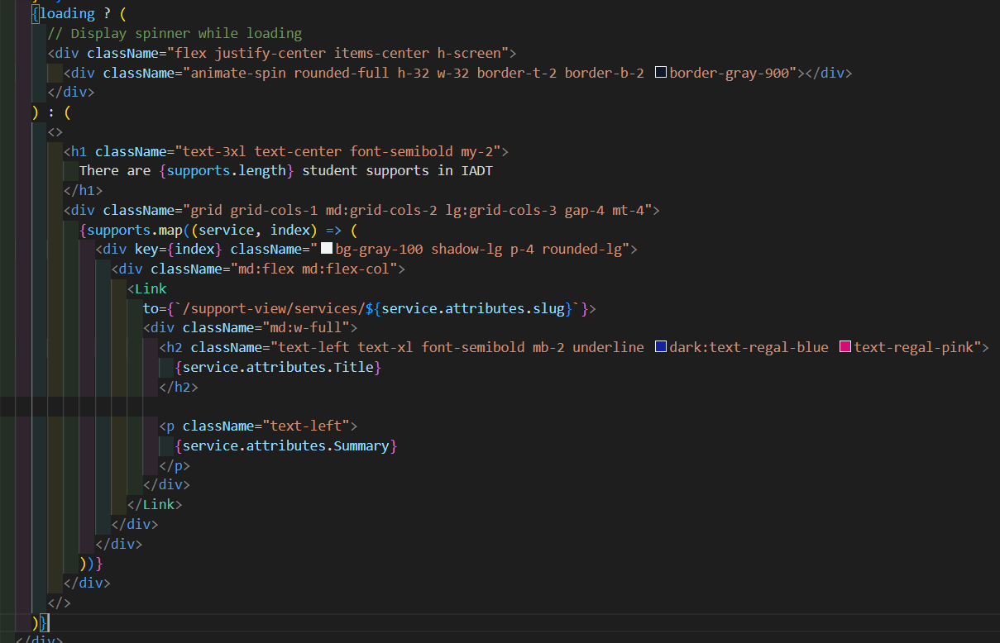 {loading ? (
// Display spinner while loading
<div className="flex justify-center items-center h-screen">
<div className="animate-spin rounded-full h-32 w-32 border-t-2 border-b-2 border-gray-900"></div>
</div>
) : (
<>
<h1 className="text-3xl text-center font-semibold my-2">
There are {supports.length} student supports in IADT
</h1>
<div className="grid grid-cols-1 md:grid-cols-2 lg:grid-cols-3 gap-4 mt-4">
{supports.map((service, index) => (
<div key={index} className="bg-gray-100 shadow-lg p-4 rounded-lg">
<div className="md:flex md:flex-col">
<Link
to={`/support-view/services/${service.attributes.slug}`}>
<div className="md:w-full">
<h2 className="text-left text-xl font-semibold mb-2 underline dark:text-regal-blue text-regal-pink">
{service.attributes.Title}
</h2>
<p className="text-left">
{service.attributes.Summary}
</p>
</div>
</Link>
</div>
</div>
))}
</div>
</>
)}
</div>